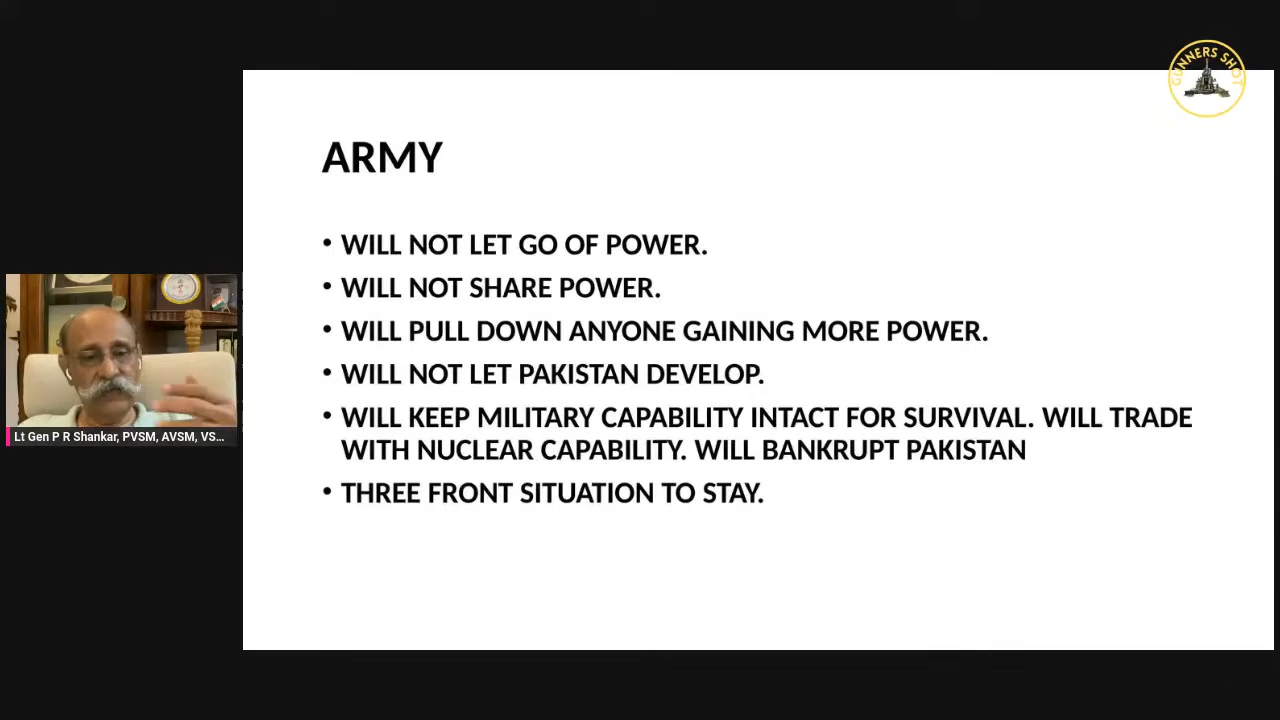 GUNNERS SHOT
ARMY
• WILL NOT LET GO OF POWER.
• WILL NOT SHARE POWER.
• WILL PULL DOWN ANYONE GAINING MORE POWER.
• WILL NOT LET PAKISTAN DEVELOP.
• WILL KEEP MILITARY CAPABILITY INTACT FOR SURVIVAL. WILL TRADE
WITH NUCLEAR CAPABILITY. WILL BANKRUPT PAKISTAN
• THREE FRONT SITUATION TO STAY.
Lt Gen P R Shankar, PVSM, AVSM, VS...